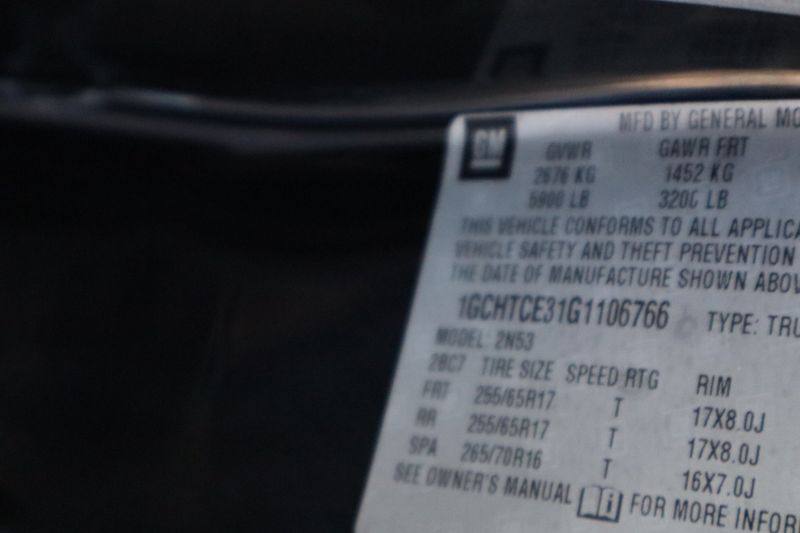 GM
MFD BY GENERAL MO
GVWR GAWR FRT
2676 KG 1452 KG
5900 LB 3200 LB
THIS VEHICLE CONFORMS TO ALL APPLICA
VEHICLE SAFETY AND THEFT PREVENTION
THE DATE OF MANUFACTURE SHOWN ABOV
1GCHTCE31G1106766 TYPE: TRU
MODEL: 2N53
2BC7 TIRE SIZE SPEED RTG RIM
FRT 255/65R17 T 17X8.0J
RR 255/65R17 T 17X8.0J
SPA 265/70R16 T 16X7.0J
SEE OWNER'S MANUAL FOR MORE INFOR